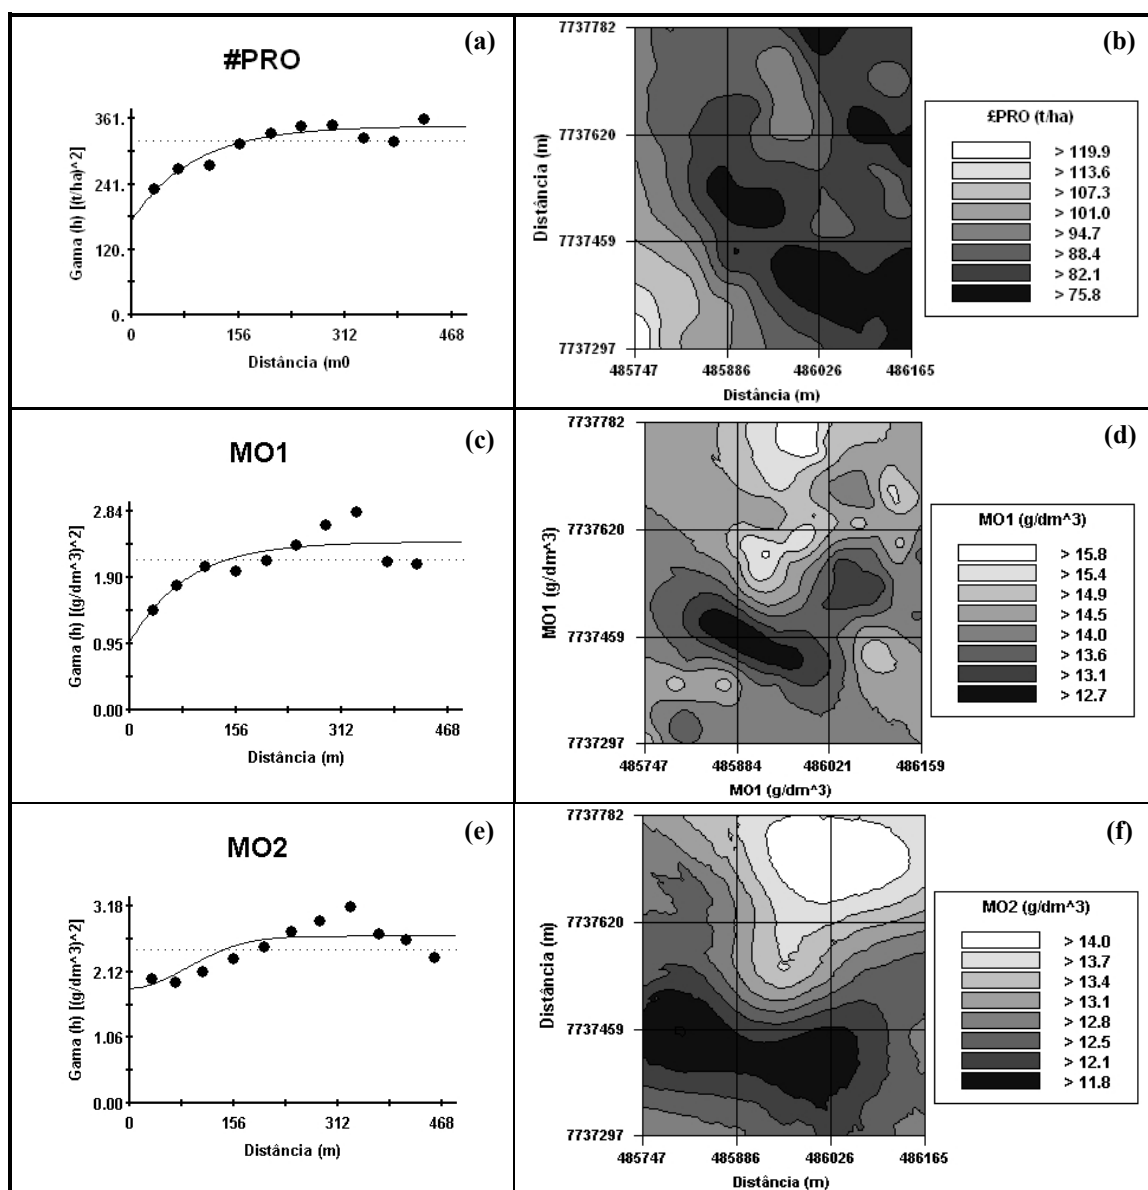 (a)
#PRO
361.
241.
120.
0.
Gama (h) [(t/ha)^2]
0 156 312 468
Distância (m0
(b)
7737782
7737620
7737459
7737297
Distância (m)
485747 485886 486026 486165
Distância (m)
£PRO (t/ha)
> 119.9
> 113.6
> 107.3
> 101.0
> 94.7
> 88.4
> 82.1
> 75.8
(c)
MO1
2.84
1.90
0.95
0.00
Gama (h) [(g/dm^3)^2]
0 156 312 468
Distância (m)
(d)
7737782
7737620
7737459
7737297
MO1 (g/dm^3)
485747 485884 486021 486159
MO1 (g/dm^3)
MO1 (g/dm^3)
> 15.8
> 15.4
> 14.9
> 14.5
> 14.0
> 13.6
> 13.1
> 12.7
(e)
MO2
3.18
2.12
1.06
0.00
Gama (h) [(g/dm^3)^2]
0 156 312 468
Distância (m)
(f)
7737782
7737620
7737459
7737297
Distância (m)
485747 485886 486026 486165
Distância (m)
MO2 (g/dm^3)
> 14.0
> 13.7
> 13.4
> 13.1
> 12.8
> 12.5
> 12.1
> 11.8